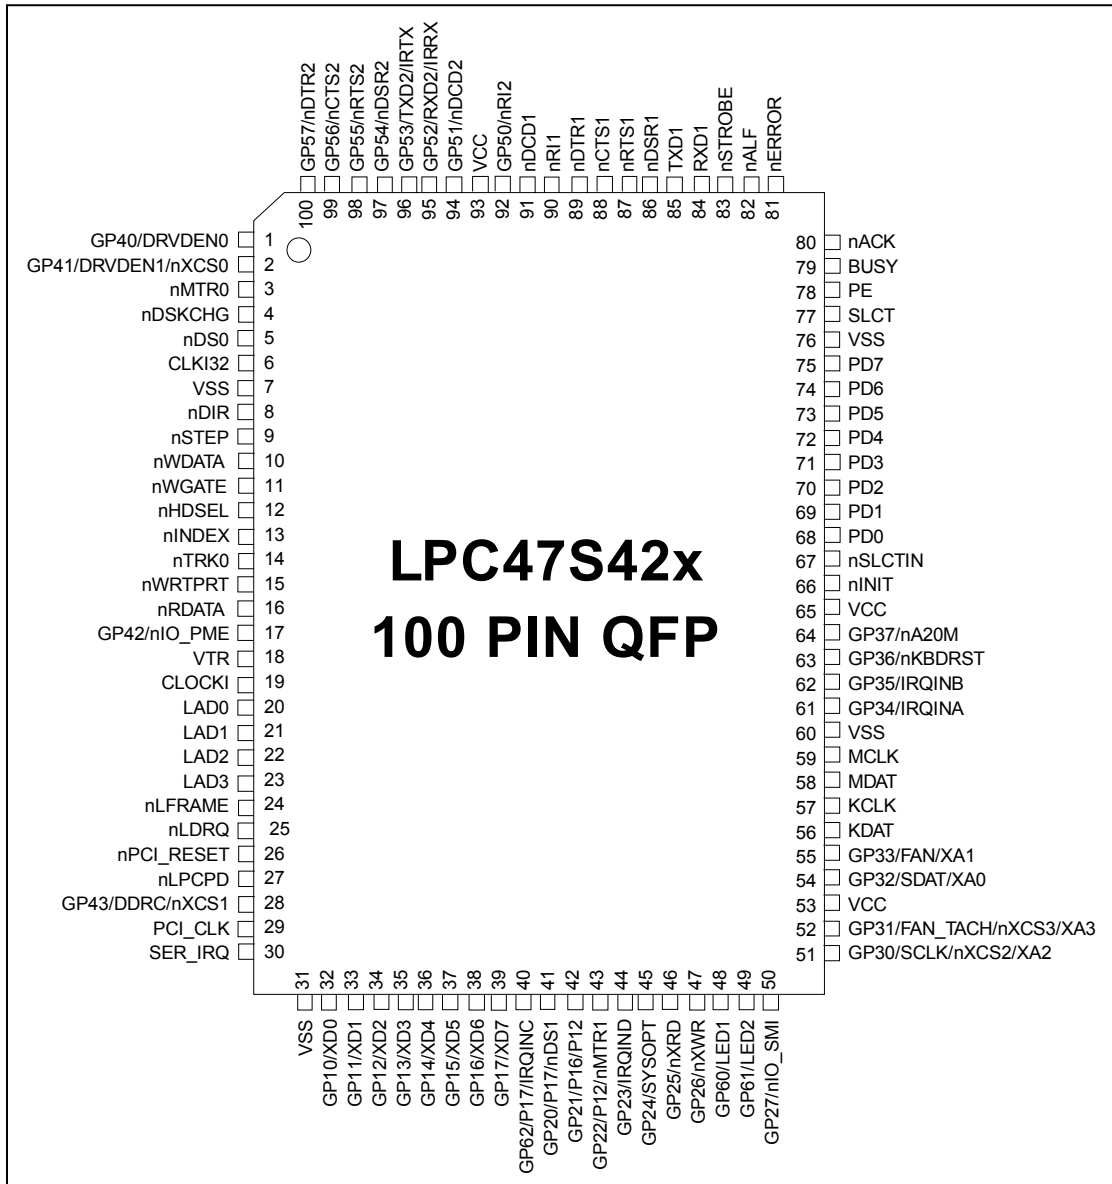 GP57/nDTR2
GP56/nCTS2
GP55/nRTS2
GP54/nDSR2
GP53/TXD2/IRTX
GP52/RXD2/IRRX
GP51/nDCD2
VCC
GP50/nRI2
nDCD1
nRI1
nDTR1
nCTS1
nRTS1
nDSR1
TXD1
RXD1
nSTROBE
nALF
nERROR
100
99
98
97
96
95
94
93
92
91
90
89
88
87
86
85
84
83
82
81
GP40/DRVDEN0 1
GP41/DRVDEN1/nXCS0 2
nMTR0 3
nDSKCHG 4
nDS0 5
CLKI32 6
VSS 7
nDIR 8
nSTEP 9
nWDATA 10
nWGATE 11
nHDSEL 12
nINDEX 13
nTRK0 14
nWRTPRT 15
nRDATA 16
GP42/nIO_PME 17
VTR 18
CLOCKI 19
LAD0 20
LAD1 21
LAD2 22
LAD3 23
nLFRAME 24
nLDRQ 25
nPCI_RESET 26
nLPCPD 27
GP43/DDRC/nXCS1 28
PCI_CLK 29
SER_IRQ 30
LPC47S42x
100 PIN QFP
80 nACK
79 BUSY
78 PE
77 SLCT
76 VSS
75 PD7
74 PD6
73 PD5
72 PD4
71 PD3
70 PD2
69 PD1
68 PD0
67 nSLCTIN
66 nINIT
65 VCC
64 GP37/nA20M
63 GP36/nKBDRST
62 GP35/IRQINB
61 GP34/IRQINA
60 VSS
59 MCLK
58 MDAT
57 KCLK
56 KDAT
55 GP33/FAN/XA1
54 GP32/SDAT/XA0
53 VCC
52 GP31/FAN_TACH/nXCS3/XA3
51 GP30/SCLK/nXCS2/XA2
31
32
33
34
35
36
37
38
39
40
41
42
43
44
45
46
47
48
49
50
VSS
GP10/XD0
GP11/XD1
GP12/XD2
GP13/XD3
GP14/XD4
GP15/XD5
GP16/XD6
GP17/XD7
GP62/P17/IRQINC
GP20/P17/nDS1
GP21/P16/P12
GP22/P12/nMTR1
GP23/IRQIND
GP24/SYSOPT
GP25/nXRD
GP26/nXWR
GP60/LED1
GP61/LED2
GP27/nIO_SMI